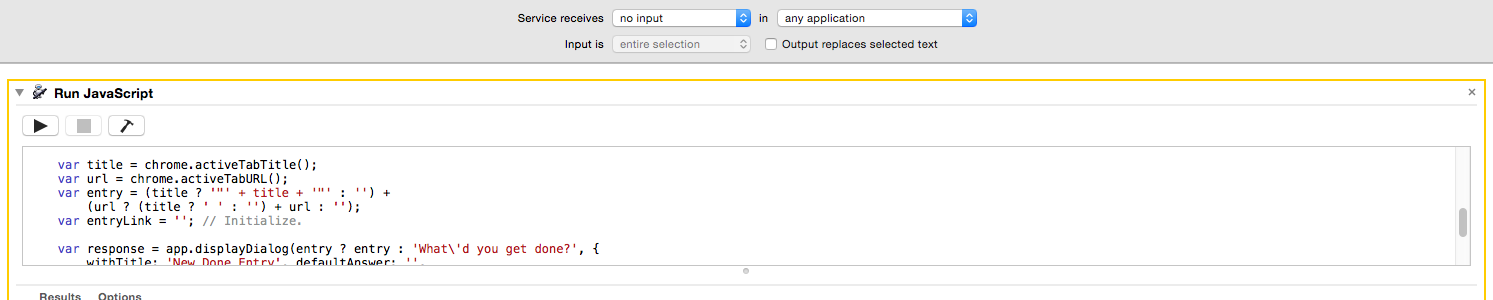 Service receives no input in any application
Input is entire selection Output replaces selected text
Run JavaScript
var title = chrome.activeTabTitle();
var url = chrome.activeTabURL();
var entry = (title ? '"' + title + '"' : '') +
(url ? (title ? ' ' : '') + url : '');
var entryLink = ''; // Initialize.
var response = app.displayDialog(entry ? entry : 'What\'d you get done?', {
withTitle: 'New Done Entry', defaultAnswer: '',
Results Options